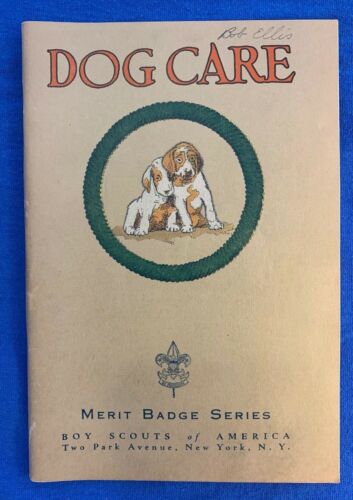 Bob Ellis
DOG CARE
MERIT BADGE SERIES
BOY SCOUTS of AMERICA
Two Park Avenue, New York, N. Y.